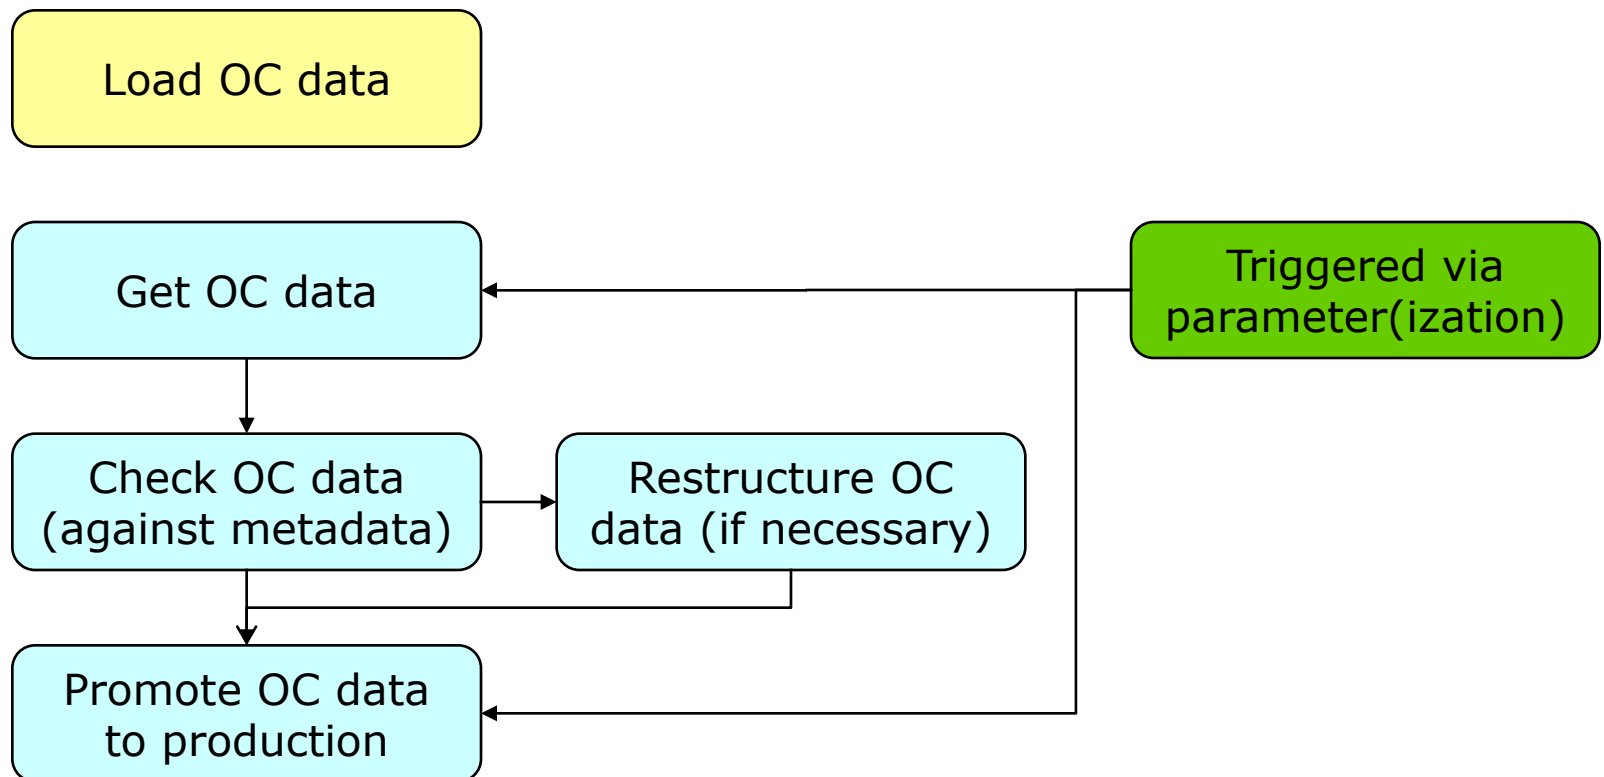 Load OC data
Get OC data
Triggered via
parameter(ization)
Check OC data
(against metadata)
Restructure OC
data (if necessary)
Promote OC data
to production